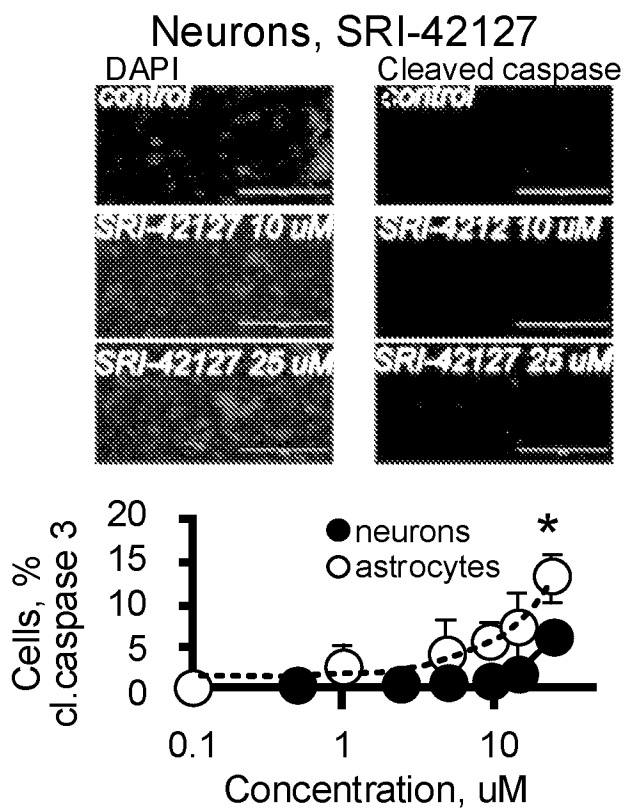 Neurons, SRI-42127
DAPI
Cleaved caspase
control
control
SRI-42127 10 uM
SRI-4212 10 uM
SRI-42127 25 uM
SRI-42127 25 uM
Cells, %
cl.caspase 3
20
15
10
5
0
neurons
astrocytes
*
0.1
1
10
Concentration, uM